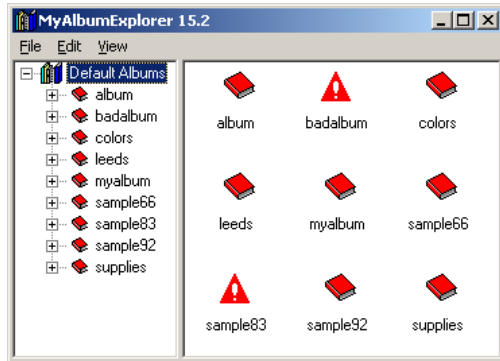 MyAlbumExplorer 15.2
File Edit View
Default Albums
album
badalbum
colors
leeds
myalbum
sample66
sample83
sample92
supplies
album badalbum colors
leeds myalbum sample66
sample83 sample92 supplies